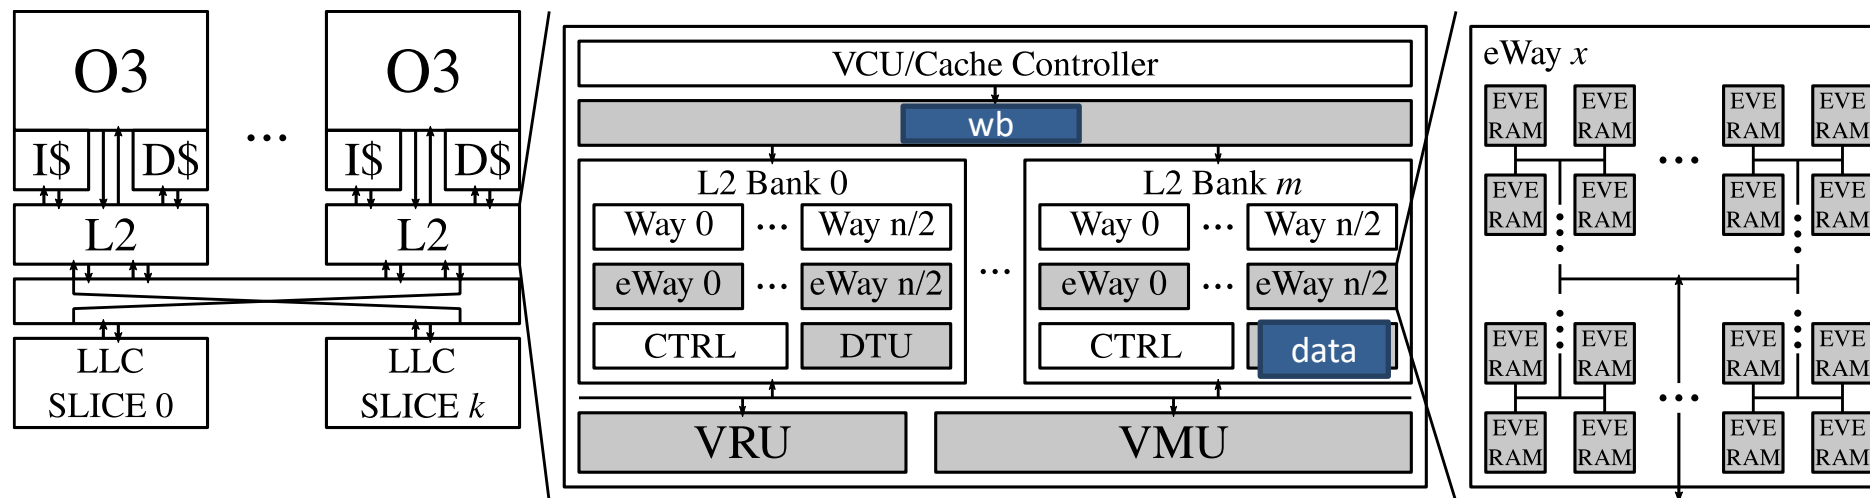 O3
...
O3
I$
D$
I$
D$
L2
L2
LLC
SLICE 0
LLC
SLICE k
VCU/Cache Controller
wb
L2 Bank 0
Way 0 ... Way n/2
eWay 0 ... eWay n/2
CTRL
DTU
...
L2 Bank m
Way 0 ... Way n/2
eWay 0 ... eWay n/2
CTRL
data
VRU
VMU
eWay x
EVE
RAM
EVE
RAM
...
EVE
RAM
EVE
RAM
EVE
RAM
EVE
RAM
EVE
RAM
EVE
RAM
EVE
RAM
EVE
RAM
EVE
RAM
EVE
RAM
EVE
RAM
EVE
RAM
...
EVE
RAM
EVE
RAM